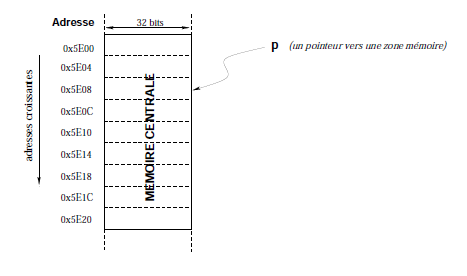 Adresse
32 bits
0x5E00
0x5E04
0x5E08
0x5E0C
0x5E10
0x5E14
0x5E18
0x5E1C
0x5E20
adresses croissantes
MEMOIRE CENTRALE
p (un pointeur vers une zone mémoire)